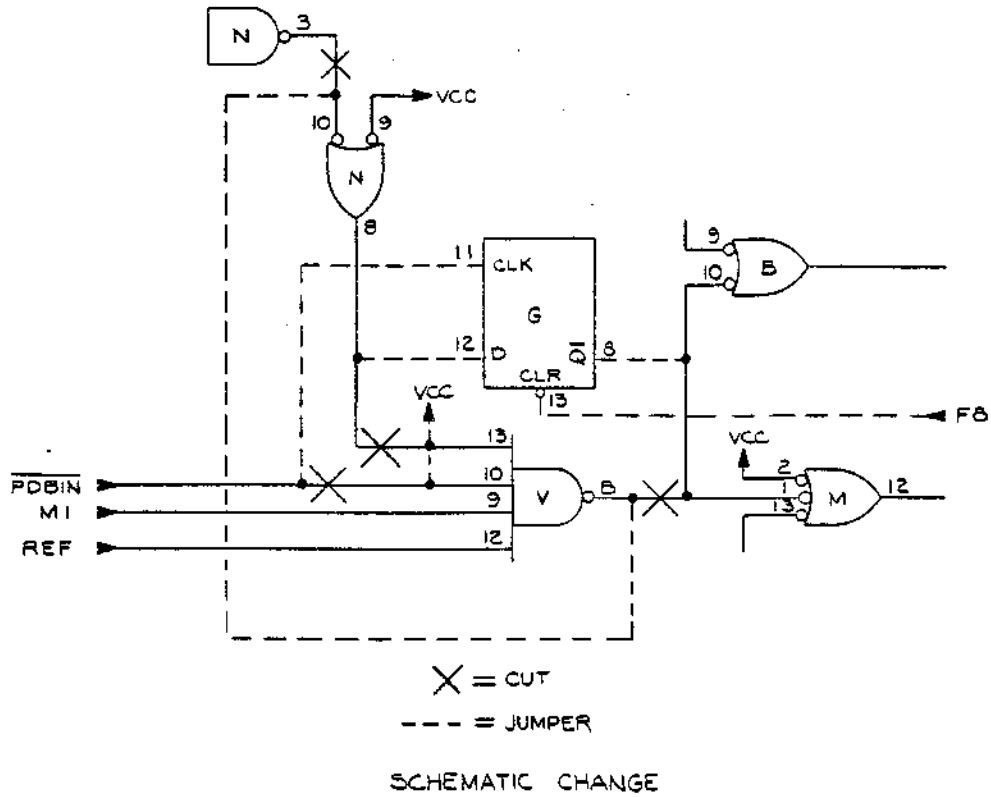 N 3
VCC
10 9
N
8
11 CLK
G
12 D Q 8
CLR
13
F8
9
10 B
VCC
VCC
13
10
9
12
V
B
PDBIN
M1
REF
2
1
13
M 12
X = CUT
---- = JUMPER
SCHEMATIC CHANGE